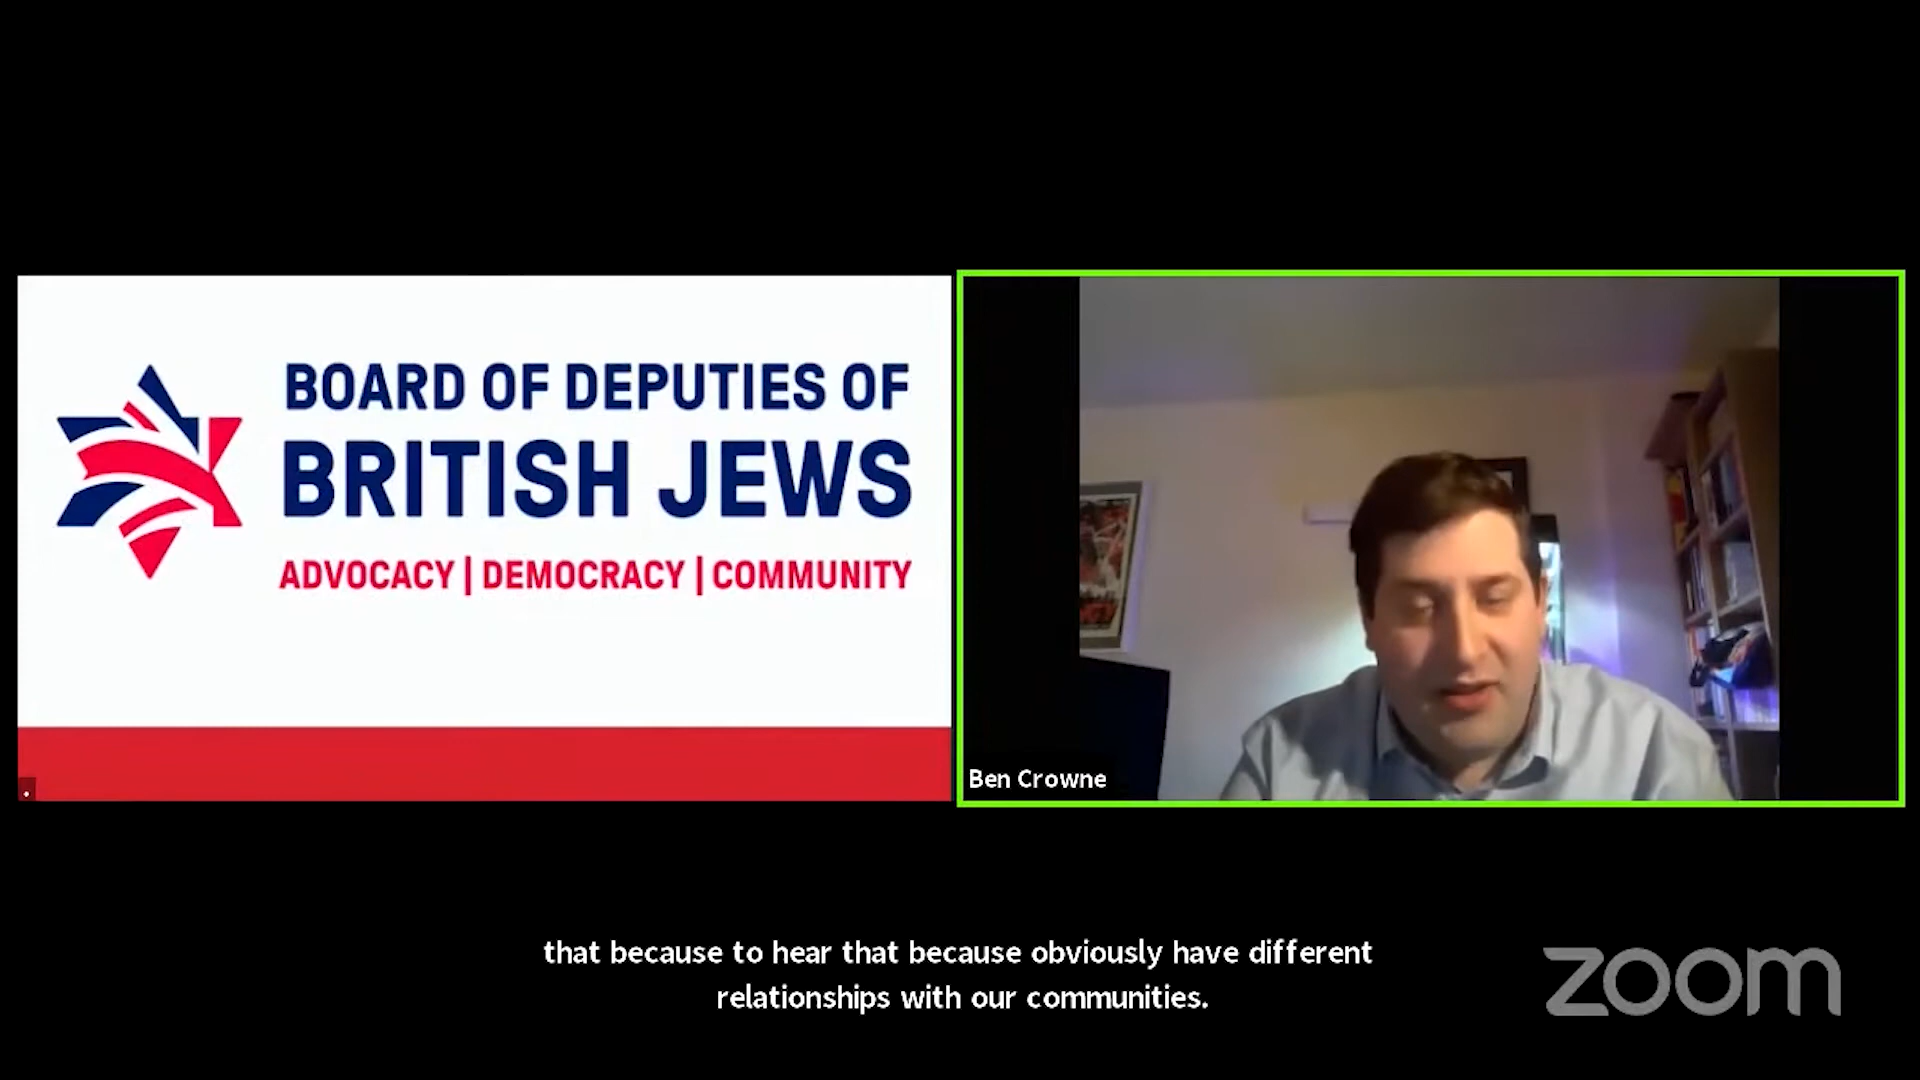 BOARD OF DEPUTIES OF
BRITISH JEWS
ADVOCACY | DEMOCRACY | COMMUNITY
Ben Crowne
that because to hear that because obviously have different
relationships with our communities.
zoom